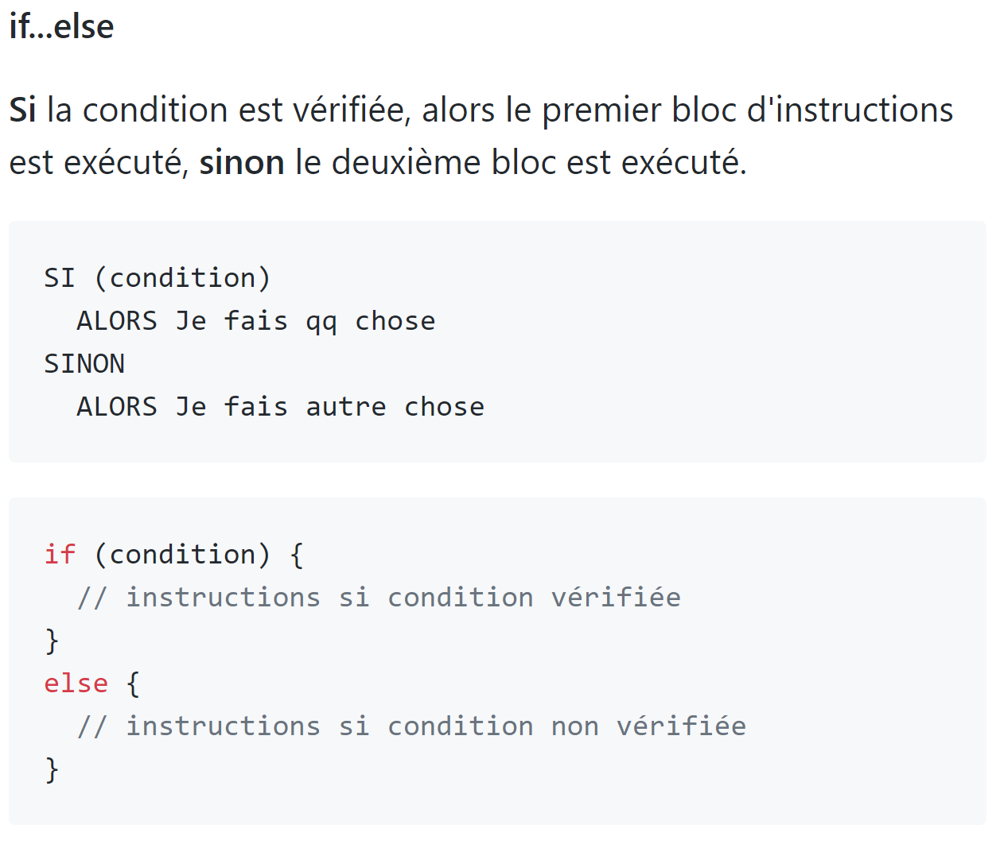 if...else
Si la condition est vérifiée, alors le premier bloc d'instructions
est exécuté, sinon le deuxième bloc est exécuté.
SI (condition)
  ALORS Je fais qq chose
SINON
  ALORS Je fais autre chose
if (condition) {
  // instructions si condition vérifiée
}
else {
  // instructions si condition non vérifiée
}